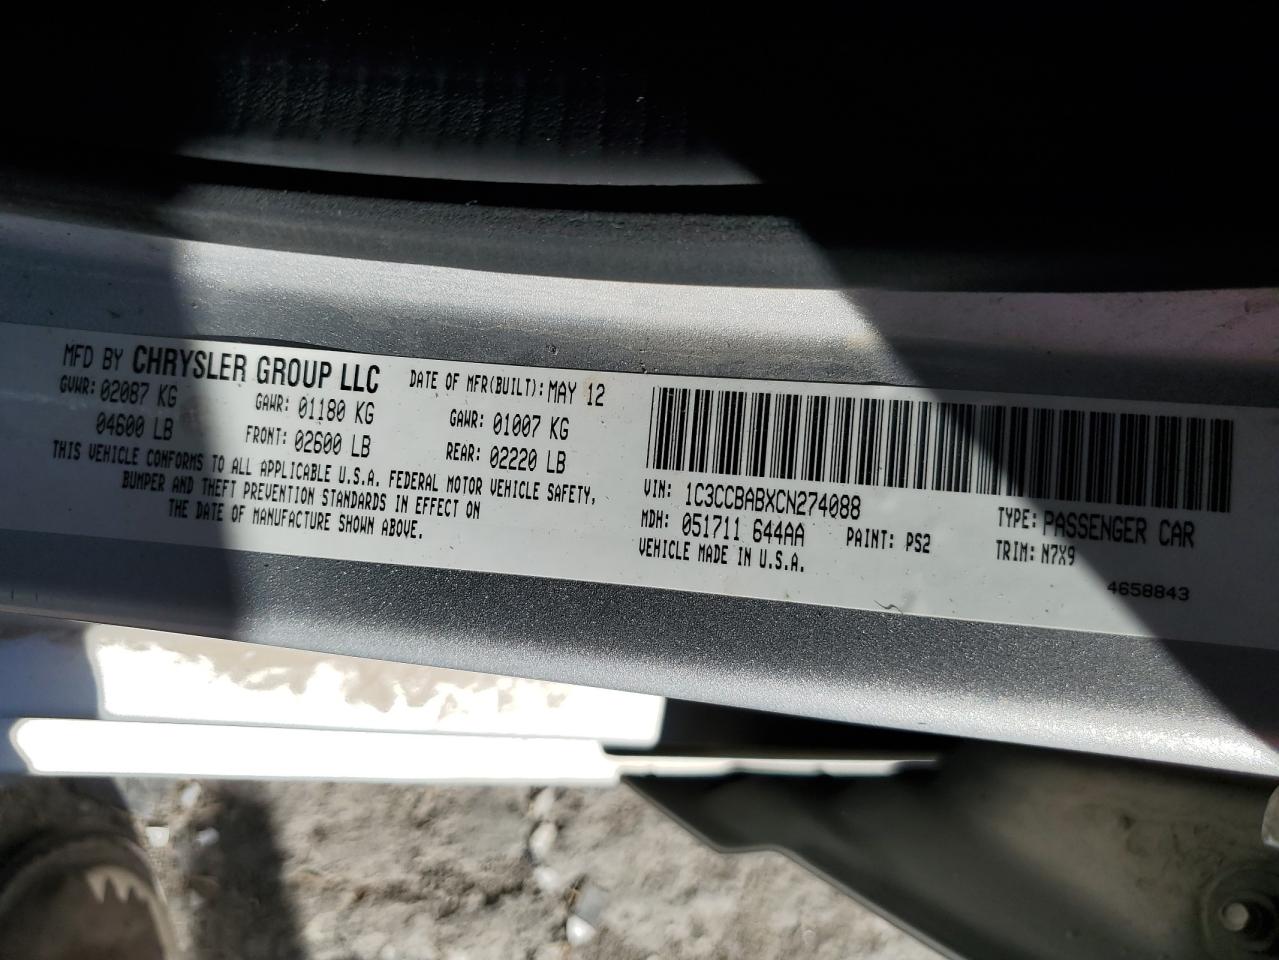 MFD BY CHRYSLER GROUP LLC DATE OF MFR(BUILT): MAY 12
GVWR: 02087 KG GAWR: 01180 KG GAWR: 01007 KG
04600 LB FRONT: 02600 LB REAR: 02220 LB
THIS VEHICLE CONFORMS TO ALL APPLICABLE U.S.A. FEDERAL MOTOR VEHICLE SAFETY,
BUMPER AND THEFT PREVENTION STANDARDS IN EFFECT ON
THE DATE OF MANUFACTURE SHOWN ABOVE.
VIN: 1C3CCBABXCN274088 TYPE: PASSENGER CAR
MDH: 051711 644AA PAINT: PS2 TRIM: N7X9
VEHICLE MADE IN U.S.A.
4658843